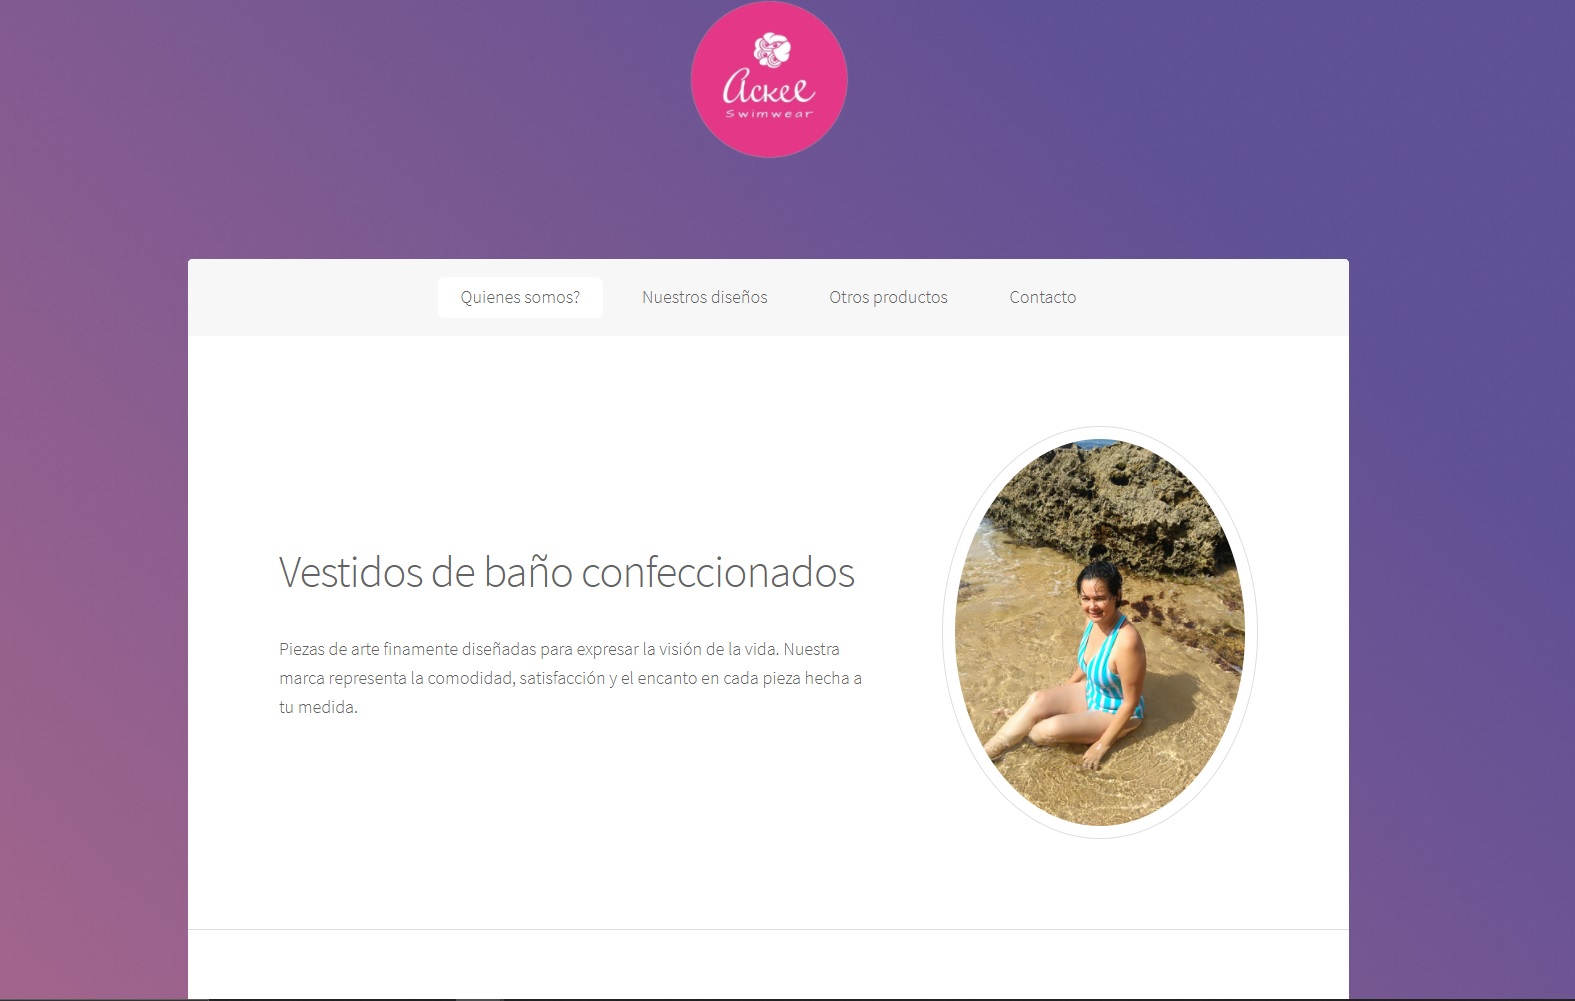 Ackee
Swimwear
Quienes somos?
Nuestros diseños
Otros productos
Contacto
Vestidos de baño confeccionados
Piezas de arte finamente diseñadas para expresar la visión de la vida. Nuestra
marca representa la comodidad, satisfacción y el encanto en cada pieza hecha a
tu medida.